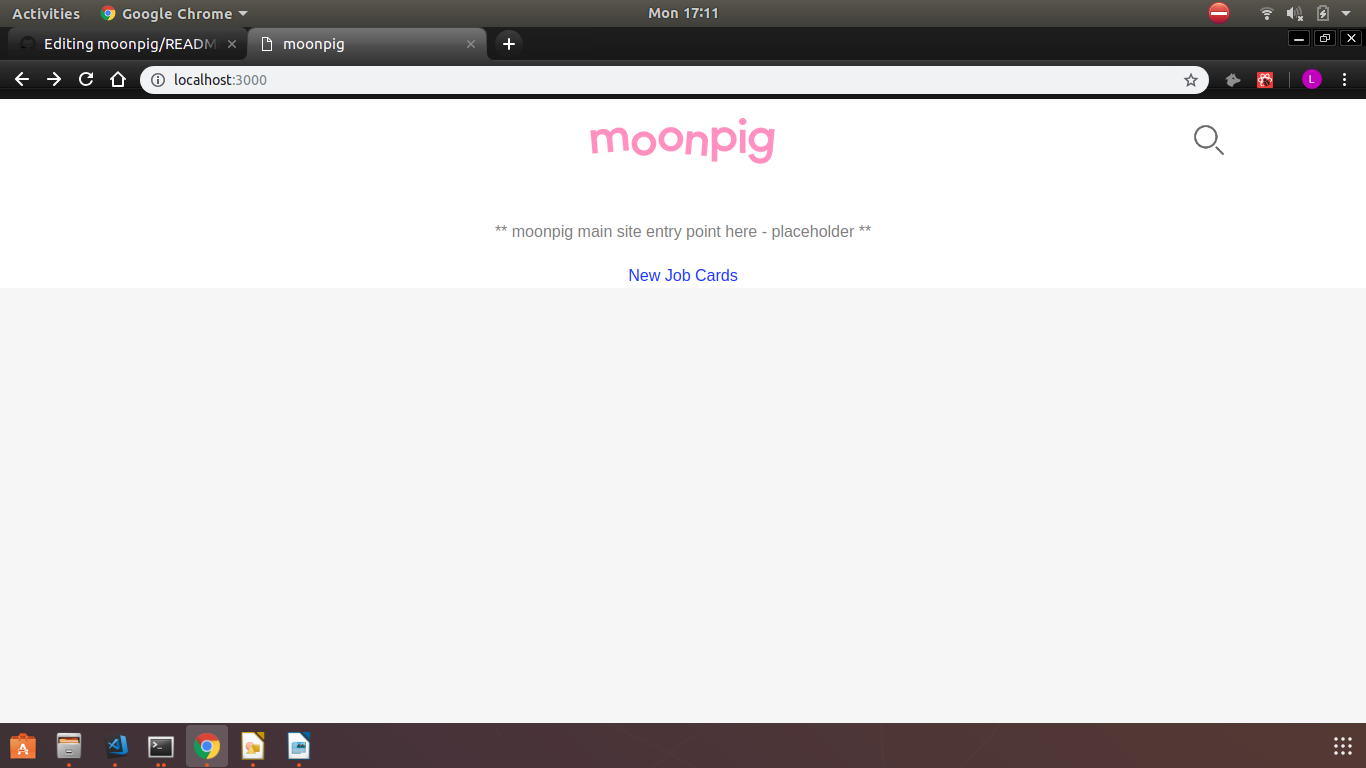 Activities
Google Chrome
Mon 17:11
Editing moonpig/READM
moonpig
localhost:3000
L
moonpig
** moonpig main site entry point here - placeholder **
New Job Cards